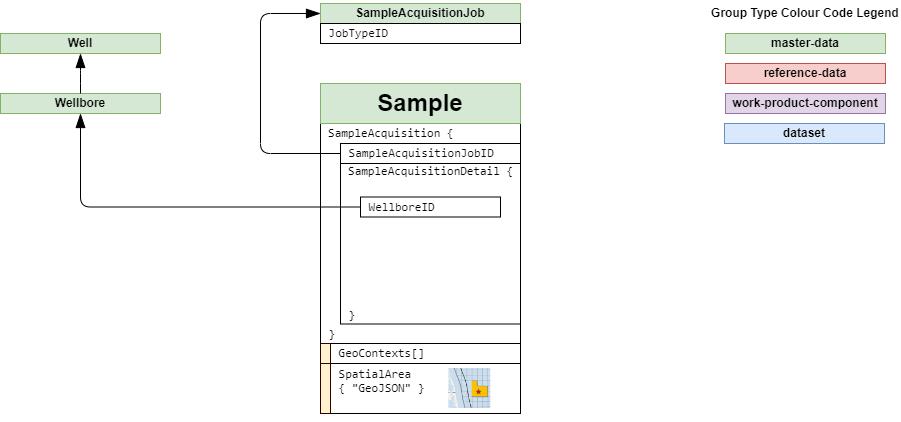 SampleAcquisitionJob
JobTypeID
Well
Wellbore
Sample
SampleAcquisition {
SampleAcquisitionJobID
SampleAcquisitionDetail {
WellboreID
}
}
GeoContexts[]
SpatialArea
{ "GeoJSON" }
Group Type Colour Code Legend
master-data
reference-data
work-product-component
dataset